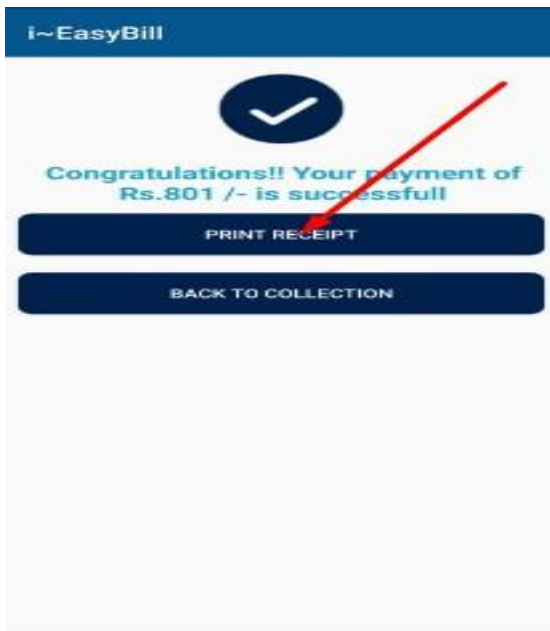 i~EasyBill
Congratulations!! Your payment of
Rs.801 /- is successfull
PRINT RECEIPT
BACK TO COLLECTION